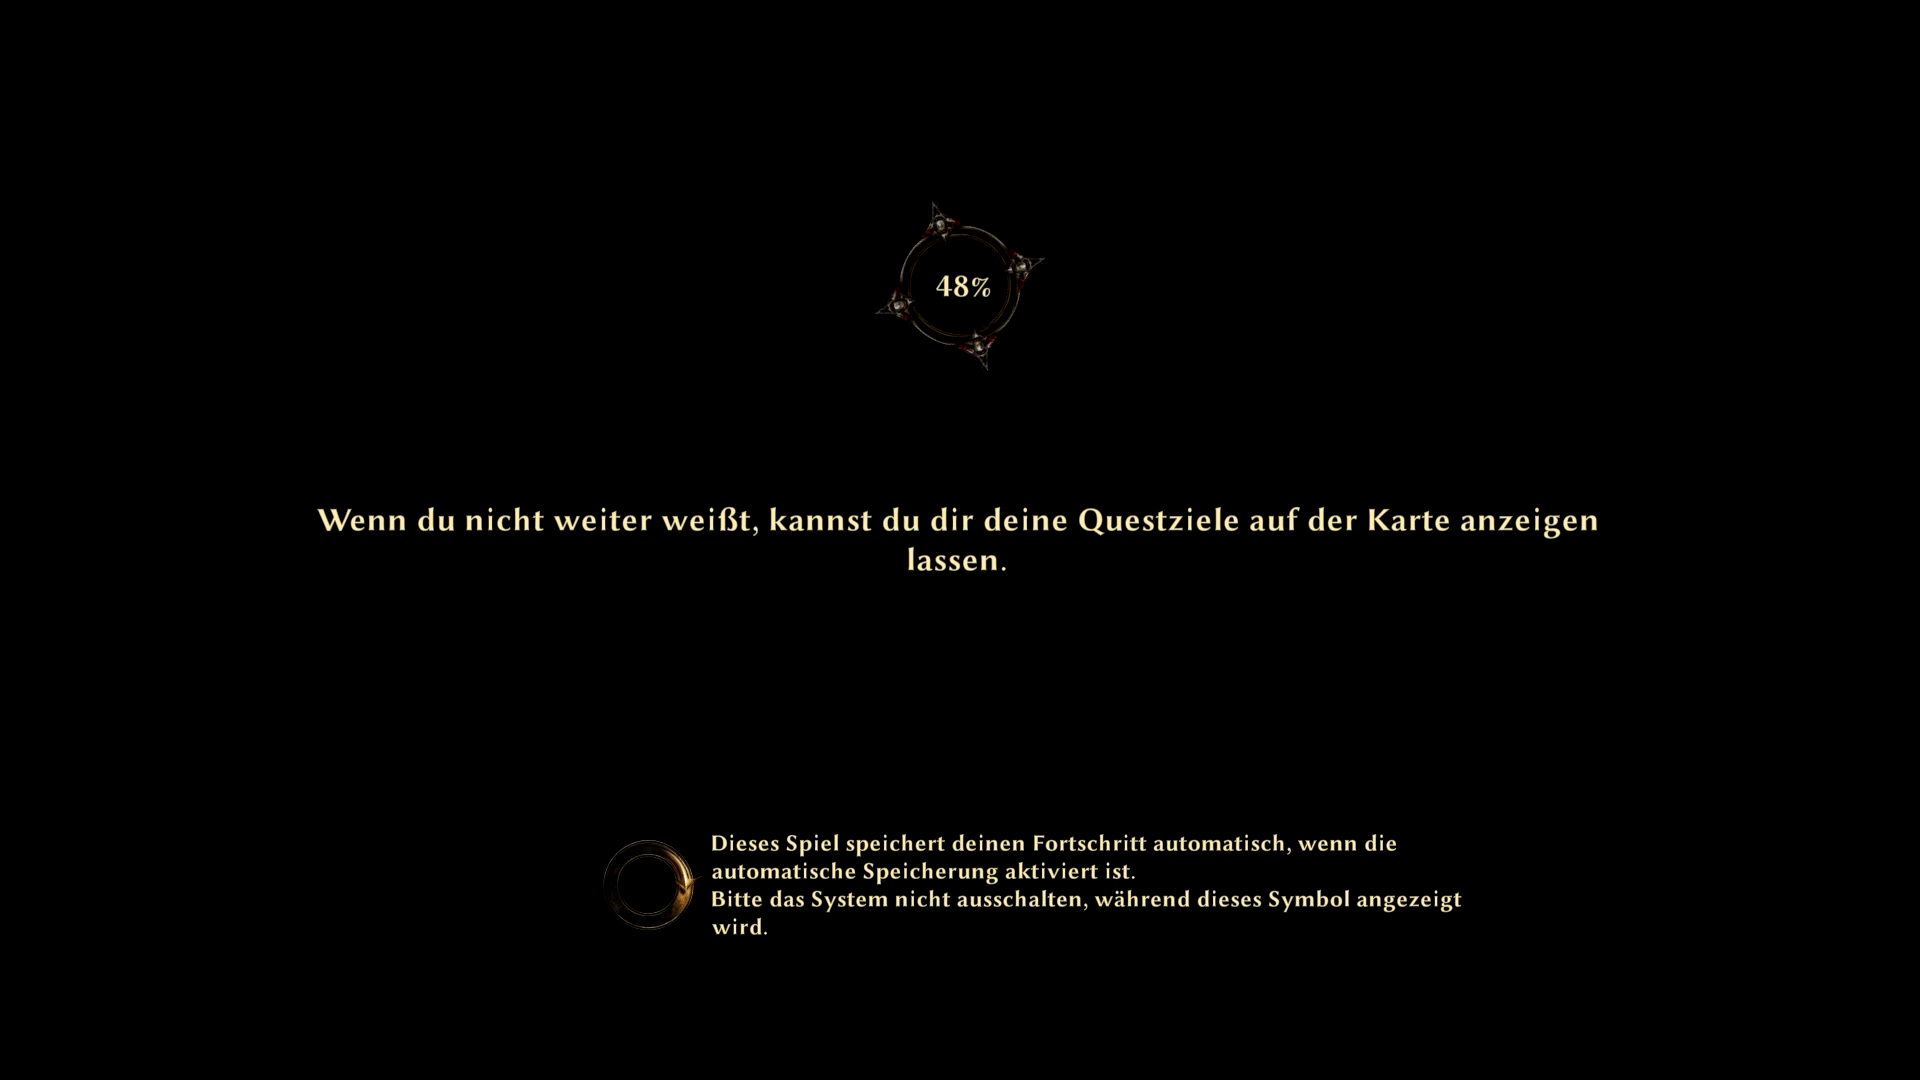 48%
Wenn du nicht weiter weißt, kannst du dir deine Questziele auf der Karte anzeigen
lassen.
Dieses Spiel speichert deinen Fortschritt automatisch, wenn die
automatische Speicherung aktiviert ist.
Bitte das System nicht ausschalten, während dieses Symbol angezeigt
wird.